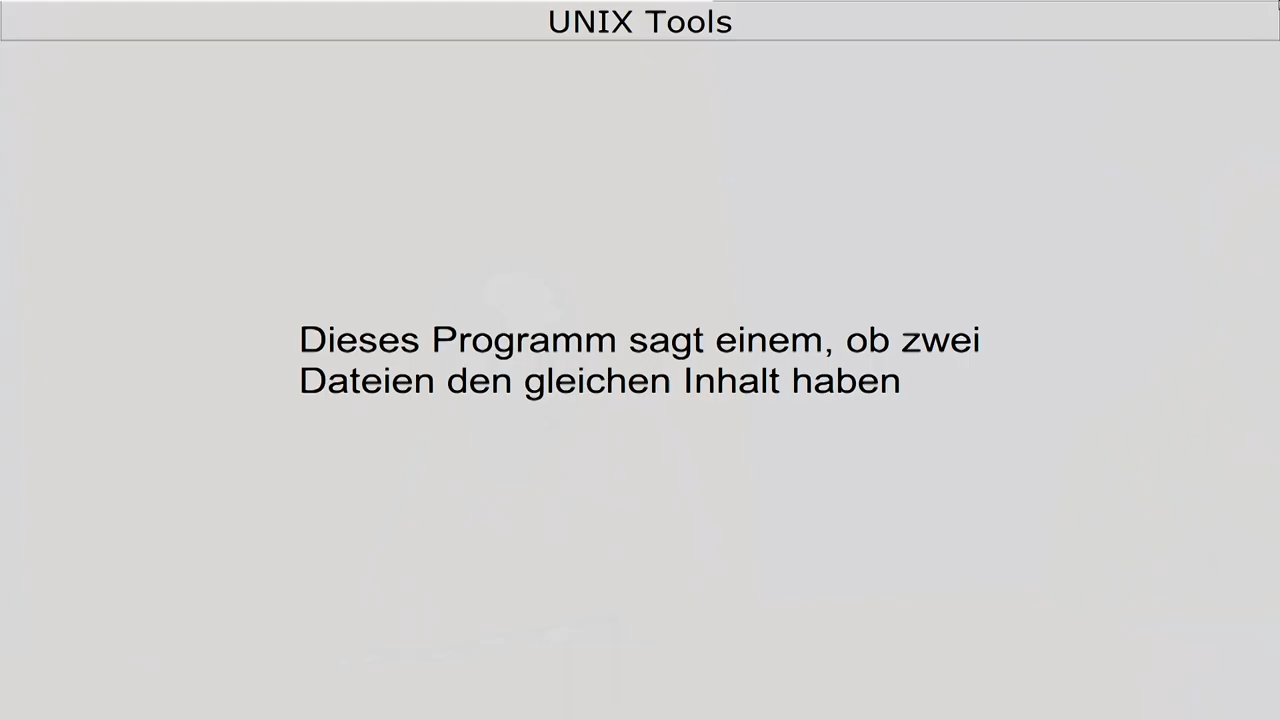 UNIX Tools
Dieses Programm sagt einem, ob zwei
Dateien den gleichen Inhalt haben